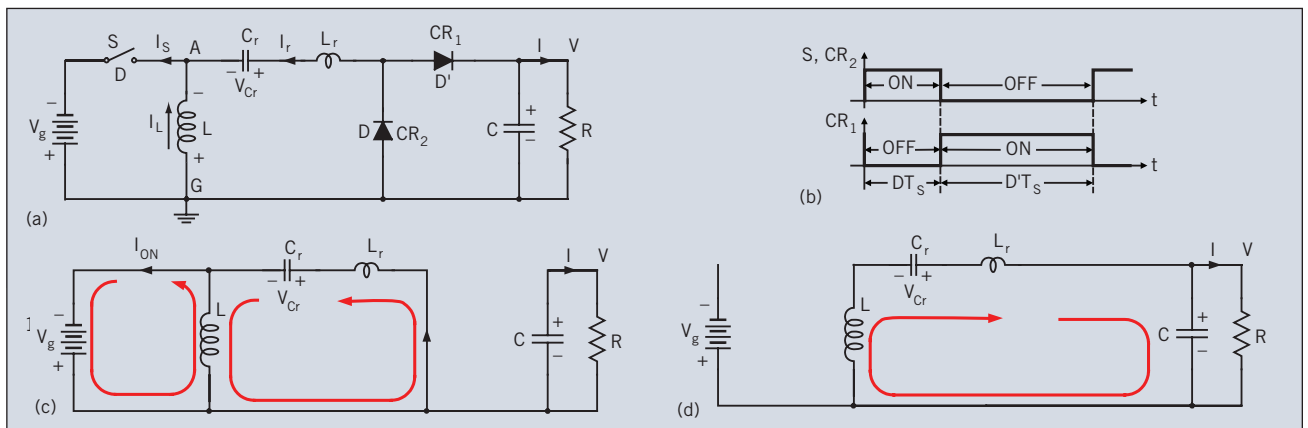 S I_S A C_r I_r L_r CR_1 I V
D − + V_Cr D'
− V_g + I_L − L + D CR_2 C + − R
G
(a)
S, CR_2
ON OFF
t
CR_1
OFF ON
t
DT_S D'T_S
(b)
I_ON C_r L_r I V
− + V_Cr
− V_g + L C + − R
(c)
C_r L_r I V
− + V_Cr
− V_g + L C + − R
(d)